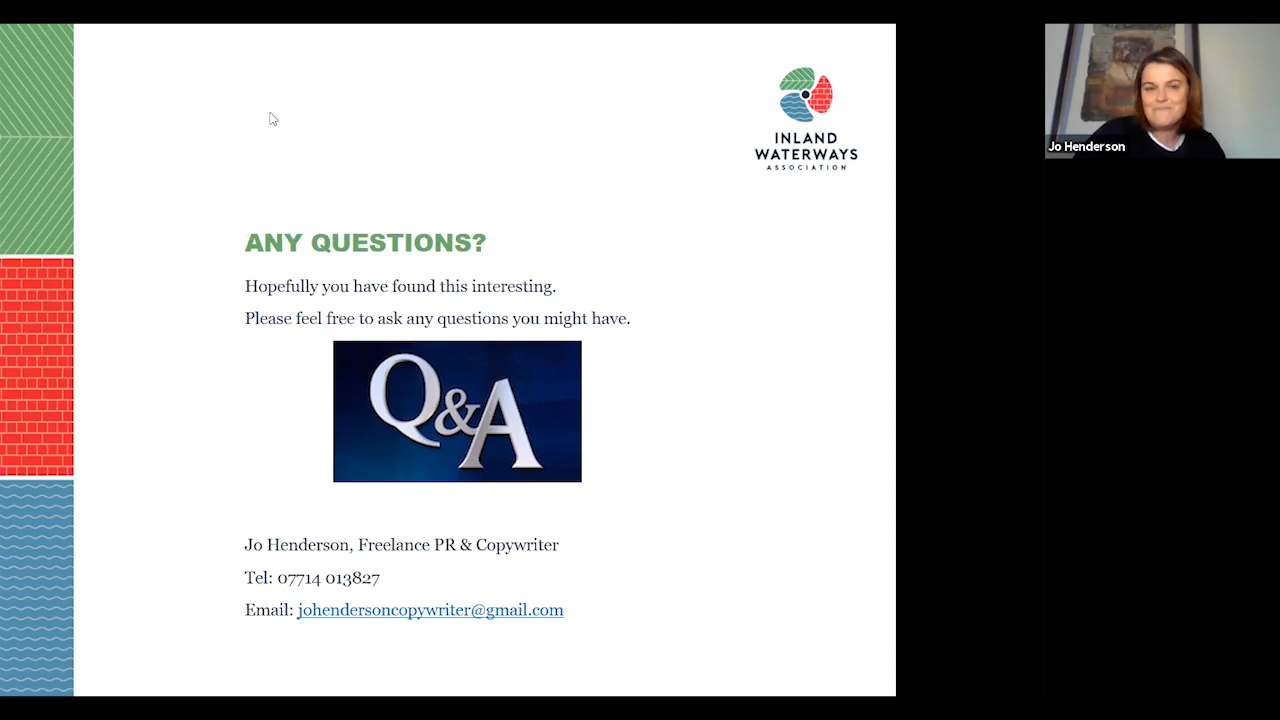 INLAND
WATERWAYS
ASSOCIATION
Jo Henderson
ANY QUESTIONS?
Hopefully you have found this interesting.
Please feel free to ask any questions you might have.
Q&A
Jo Henderson, Freelance PR & Copywriter
Tel: 07714 013827
Email: johendersoncopywriter@gmail.com